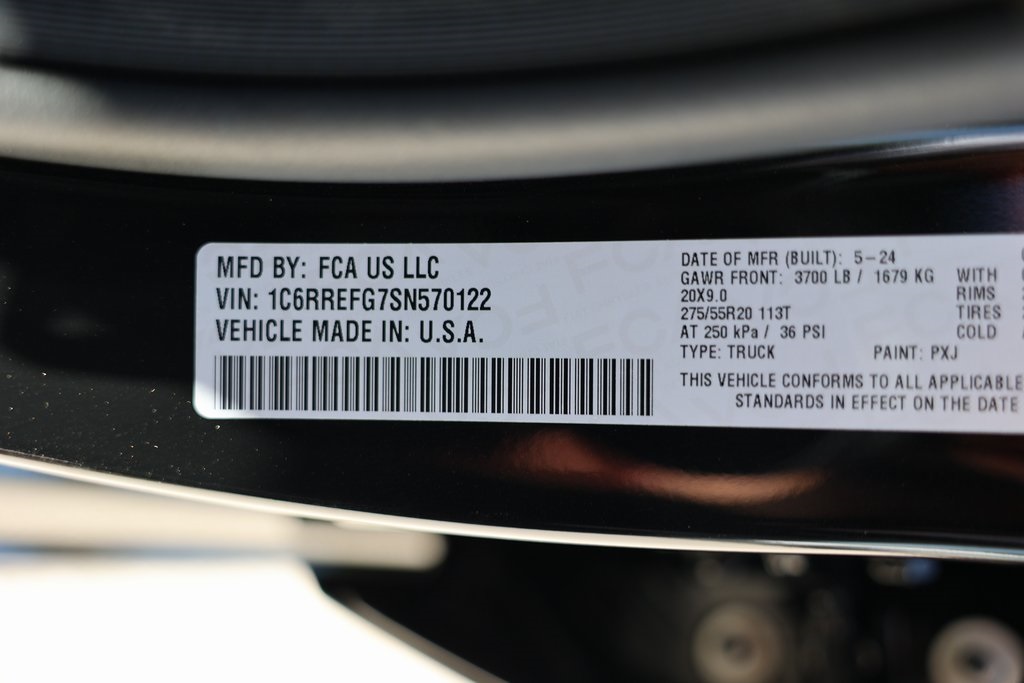 MFD BY: FCA US LLC
VIN: 1C6RREFG7SN570122
VEHICLE MADE IN: U.S.A.
DATE OF MFR (BUILT): 5-24
GAWR FRONT: 3700 LB / 1679 KG WITH
20X9.0 RIMS
275/55R20 113T TIRES
AT 250 kPa / 36 PSI COLD
TYPE: TRUCK PAINT: PXJ
THIS VEHICLE CONFORMS TO ALL APPLICABLE
STANDARDS IN EFFECT ON THE DATE